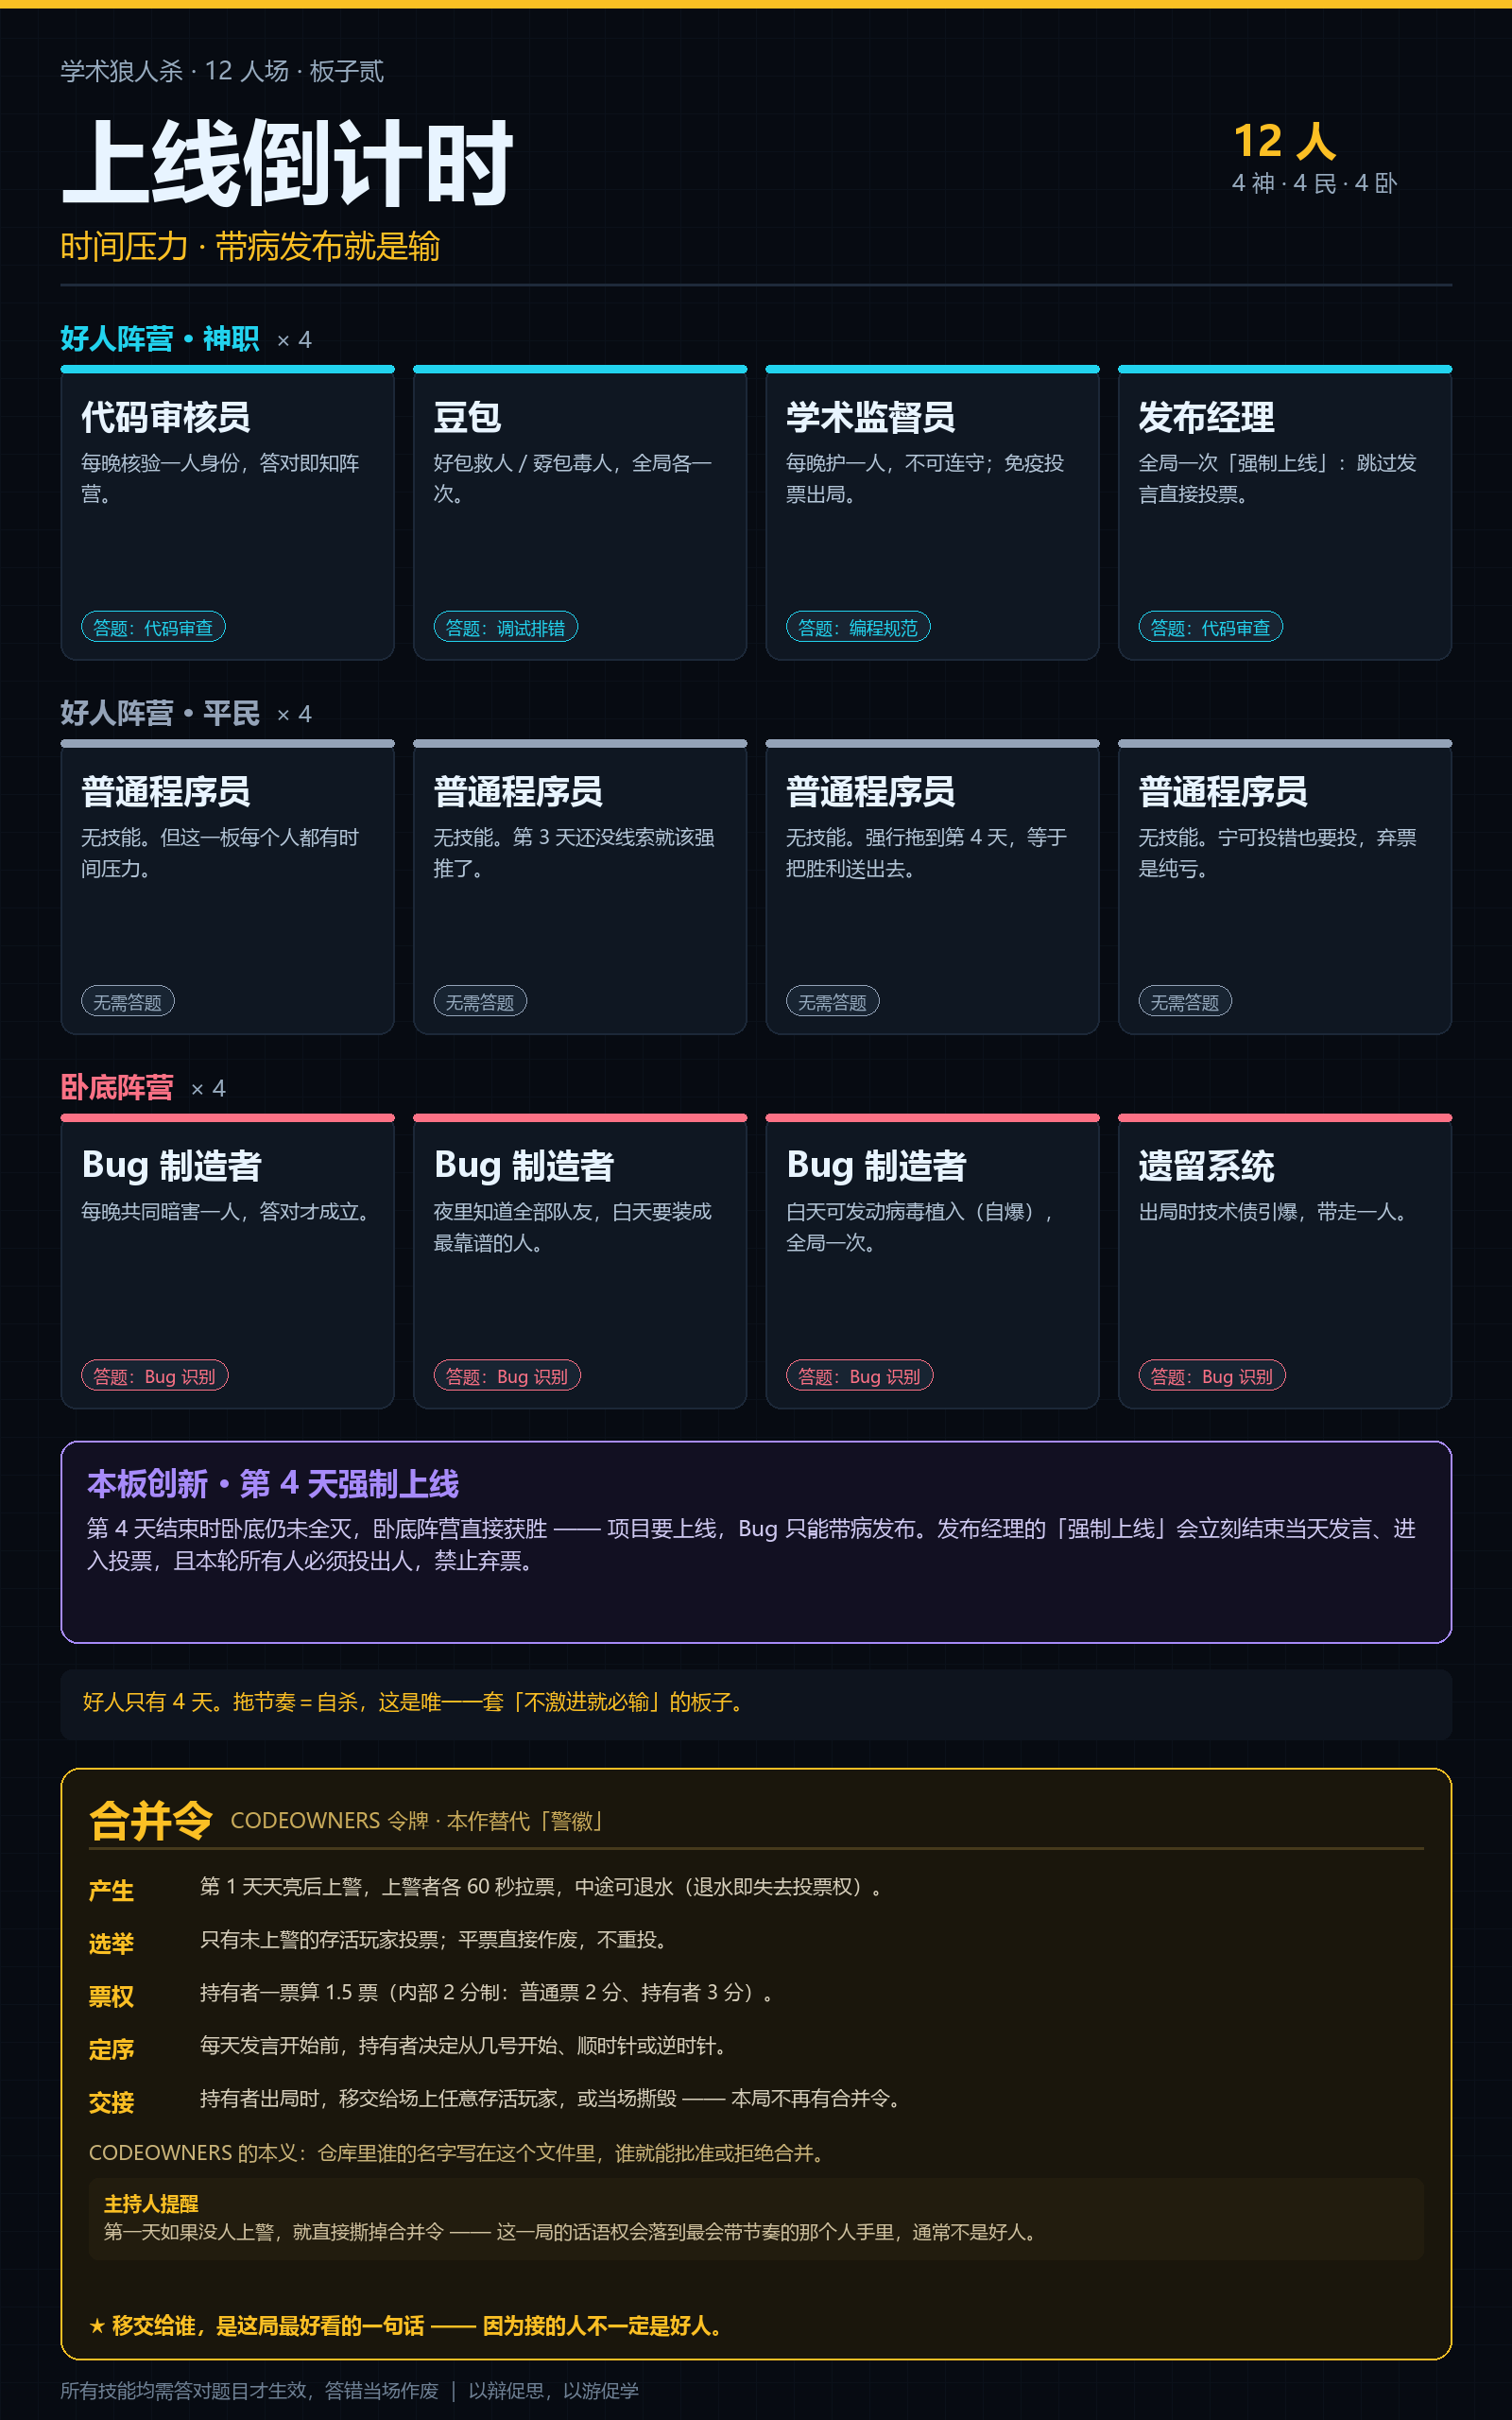 学术狼人杀 · 12 人场 · 板子贰
上线倒计时
12 人
4 神 · 4 民 · 4 卧
时间压力 · 带病发布就是输
好人阵营 • 神职 × 4
代码审核员
每晚核验一人身份，答对即知阵
营。
答题：代码审查
豆包
好包救人 / 孬包毒人，全局各一
次。
答题：调试排错
学术监督员
每晚护一人，不可连守；免疫投
票出局。
答题：编程规范
发布经理
全局一次「强制上线」：跳过发
言直接投票。
答题：代码审查
好人阵营 • 平民 × 4
普通程序员
无技能。但这一板每个人都有时
间压力。
无需答题
普通程序员
无技能。第 3 天还没线索就该强
推了。
无需答题
普通程序员
无技能。强行拖到第 4 天，等于
把胜利送出去。
无需答题
普通程序员
无技能。宁可投错也要投，弃票
是纯亏。
无需答题
卧底阵营 × 4
Bug 制造者
每晚共同暗害一人，答对才成立。
答题：Bug 识别
Bug 制造者
夜里知道全部队友，白天要装成
最靠谱的人。
答题：Bug 识别
Bug 制造者
白天可发动病毒植入（自爆），
全局一次。
答题：Bug 识别
遗留系统
出局时技术债引爆，带走一人。
答题：Bug 识别
本板创新 • 第 4 天强制上线
第 4 天结束时卧底仍未全灭，卧底阵营直接获胜 —— 项目要上线，Bug 只能带病发布。发布经理的「强制上线」会立刻结束当天发言、进
入投票，且本轮所有人必须投出人，禁止弃票。
好人只有 4 天。拖节奏＝自杀，这是唯一一套「不激进就必输」的板子。
合并令 CODEOWNERS 令牌 · 本作替代「警徽」
产生 第 1 天天亮后上警，上警者各 60 秒拉票，中途可退水（退水即失去投票权）。
选举 只有未上警的存活玩家投票；平票直接作废，不重投。
票权 持有者一票算 1.5 票（内部 2 分制：普通票 2 分、持有者 3 分）。
定序 每天发言开始前，持有者决定从几号开始、顺时针或逆时针。
交接 持有者出局时，移交给场上任意存活玩家，或当场撕毁 —— 本局不再有合并令。
CODEOWNERS 的本义：仓库里谁的名字写在这个文件里，谁就能批准或拒绝合并。
主持人提醒
第一天如果没人上警，就直接撕掉合并令 —— 这一局的话语权会落到最会带节奏的那个人手里，通常不是好人。
★ 移交给谁，是这局最好看的一句话 —— 因为接的人不一定是好人。
所有技能均需答对题目才生效，答错当场作废 ｜ 以辩促思，以游促学